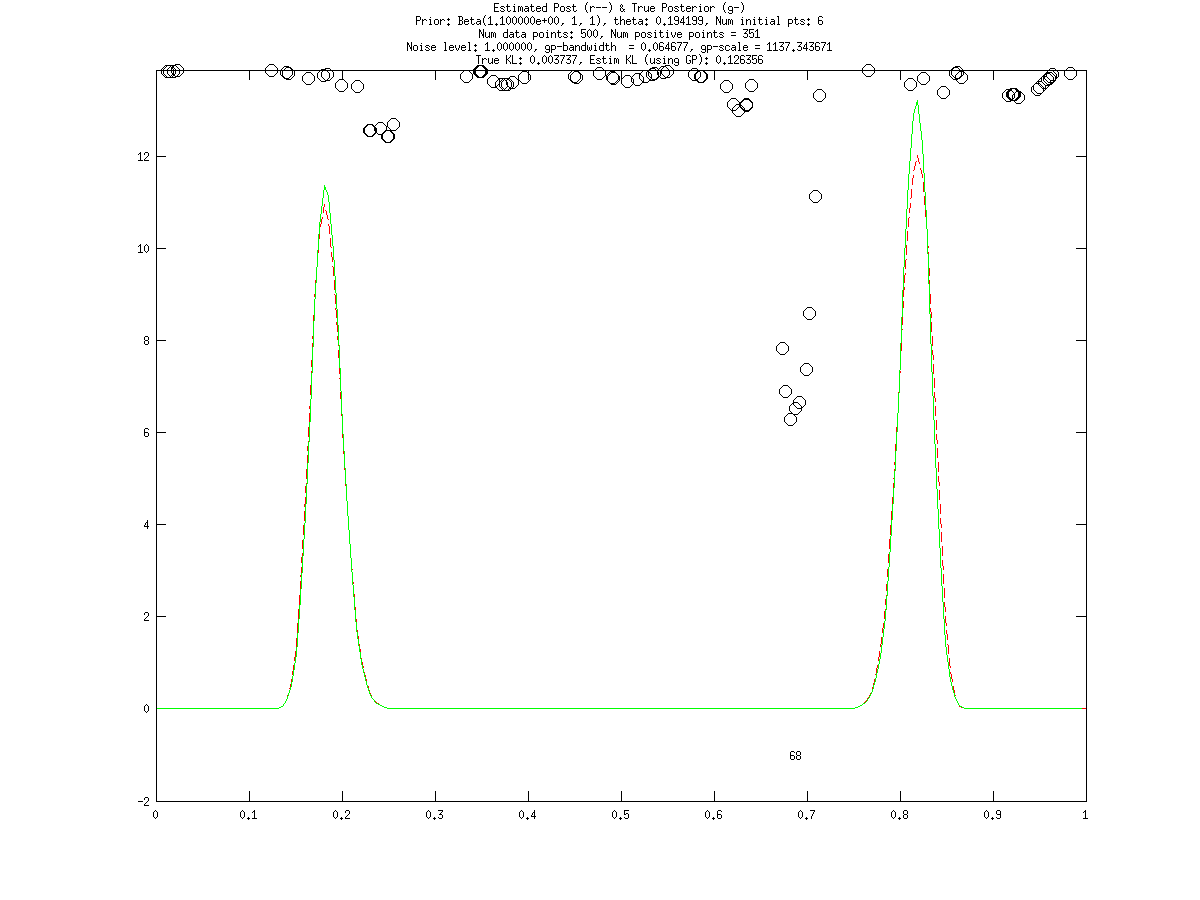 Estimated Post (r--) & True Posterior (g-)
Prior: Beta(1.100000e+00, 1, 1), theta: 0.194199, Num initial pts: 6
Num data points: 500, Num positive points = 351
Noise level: 1.000000, gp-bandwidth = 0.064677, gp-scale = 1137.343671
True KL: 0.003737, Estim KL (using GP): 0.126356
12
10
8
6
4
2
0
68
-2
0 0.1 0.2 0.3 0.4 0.5 0.6 0.7 0.8 0.9 1